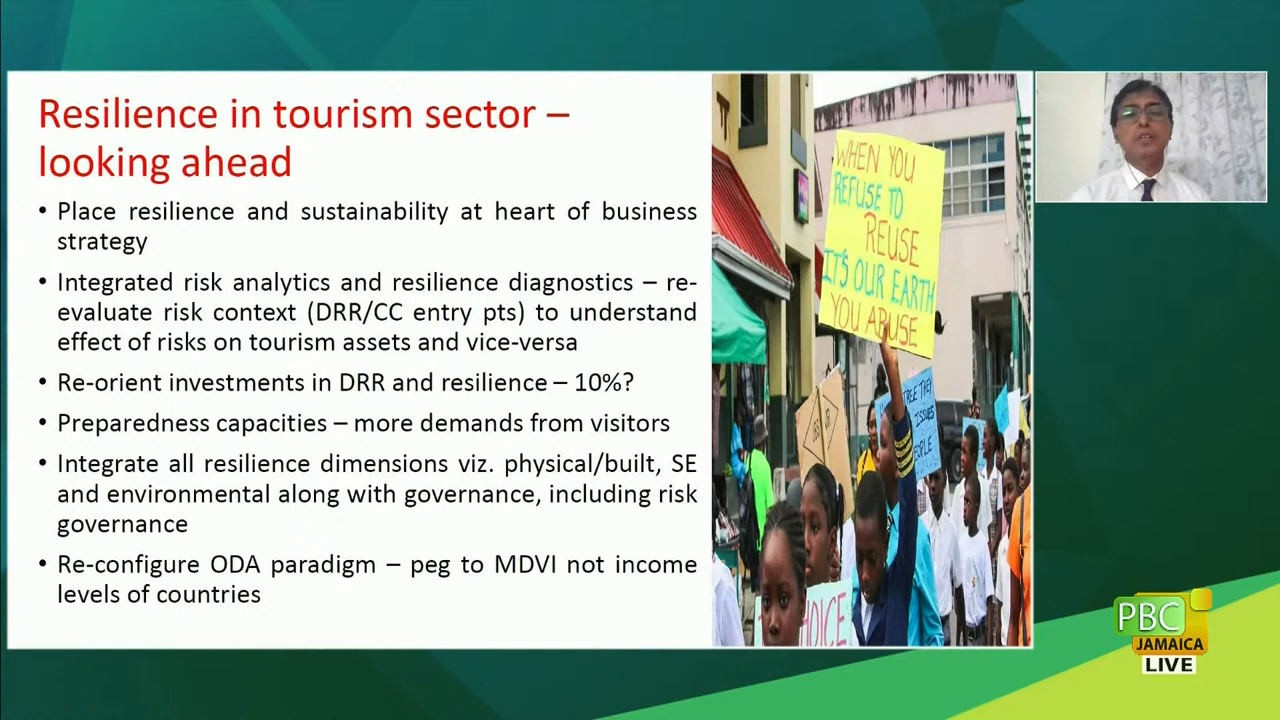 Resilience in tourism sector –
looking ahead
• Place resilience and sustainability at heart of business
strategy
• Integrated risk analytics and resilience diagnostics – re-
evaluate risk context (DRR/CC entry pts) to understand
effect of risks on tourism assets and vice-versa
• Re-orient investments in DRR and resilience – 10%?
• Preparedness capacities – more demands from visitors
• Integrate all resilience dimensions viz. physical/built, SE
and environmental along with governance, including risk
governance
• Re-configure ODA paradigm – peg to MDVI not income
levels of countries
WHEN YOU
REFUSE TO
REUSE
IT'S OUR EARTH
YOU ABUSE
TREE THEY
ISSUES
PBC
JAMAICA
LIVE